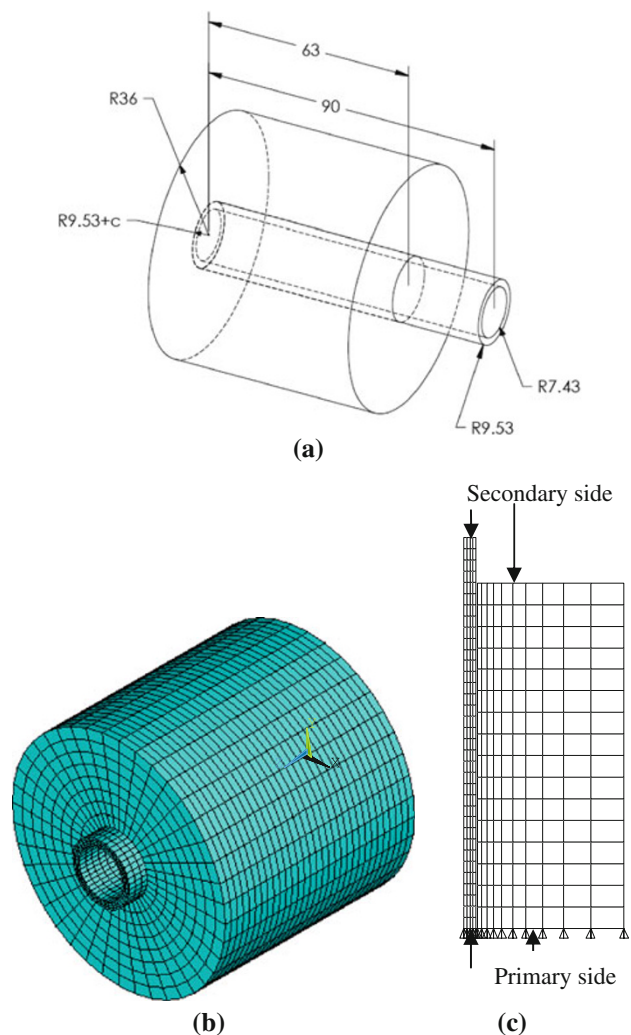 63
90
R36
R9.53+c
R7.43
R9.53
(a)
Secondary side
Primary side
(b)
(c)